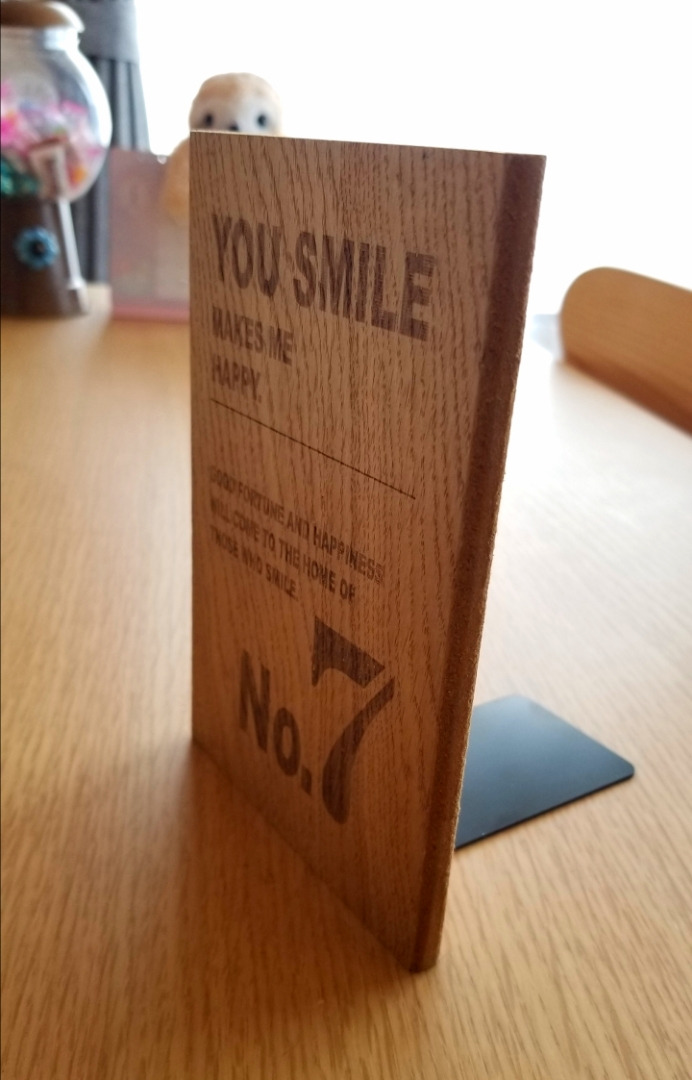 YOU SMILE
MAKES ME
HAPPY.
GOOD FORTUNE AND HAPPINESS
WILL COME TO THE HOME OF
THOSE WHO SMILE.
No.7